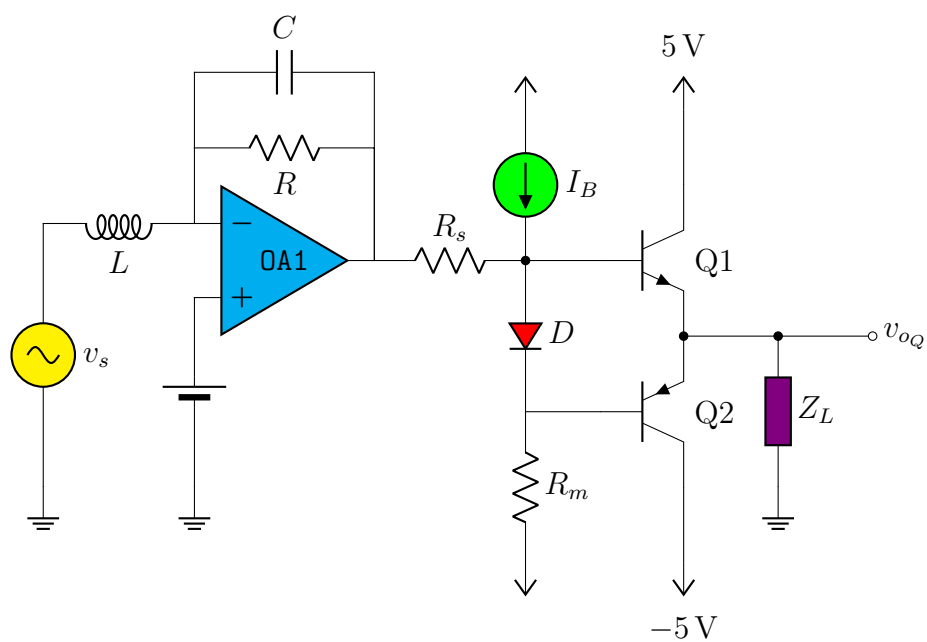 C
5 V
R
I_B
L
OA1
R_s
Q1
v_s
D
v_{o_Q}
Q2
Z_L
R_m
−5 V